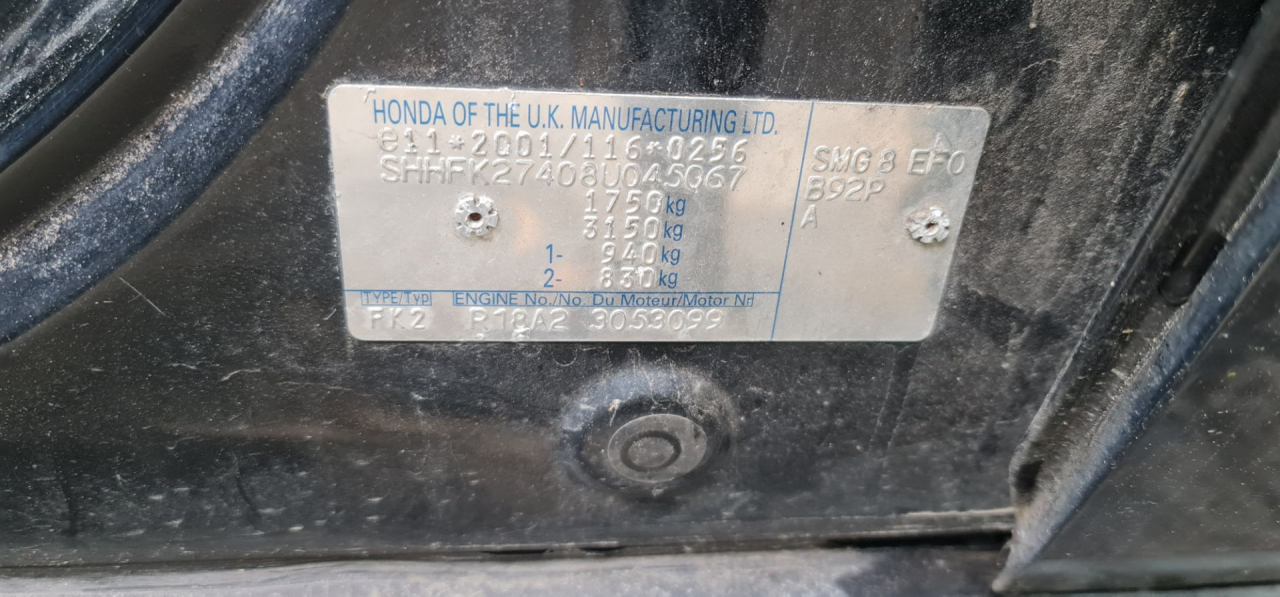 HONDA OF THE U.K. MANUFACTURING LTD.
e11*2001/116*0256
SHHFK27408U045067
1750kg
3150kg
1- 940kg
2- 830kg
TYPE/Typ ENGINE No./No. Du Moteur/Motor Nr
FK2 R18A2 3053099
SMG 8 EF0
B92P
A